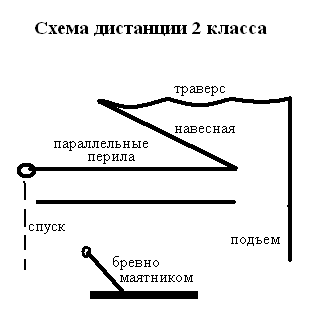 Схема дистанции 2 класса
траверс
навесная
параллельные
перила
спуск
подъем
бревно
маятником